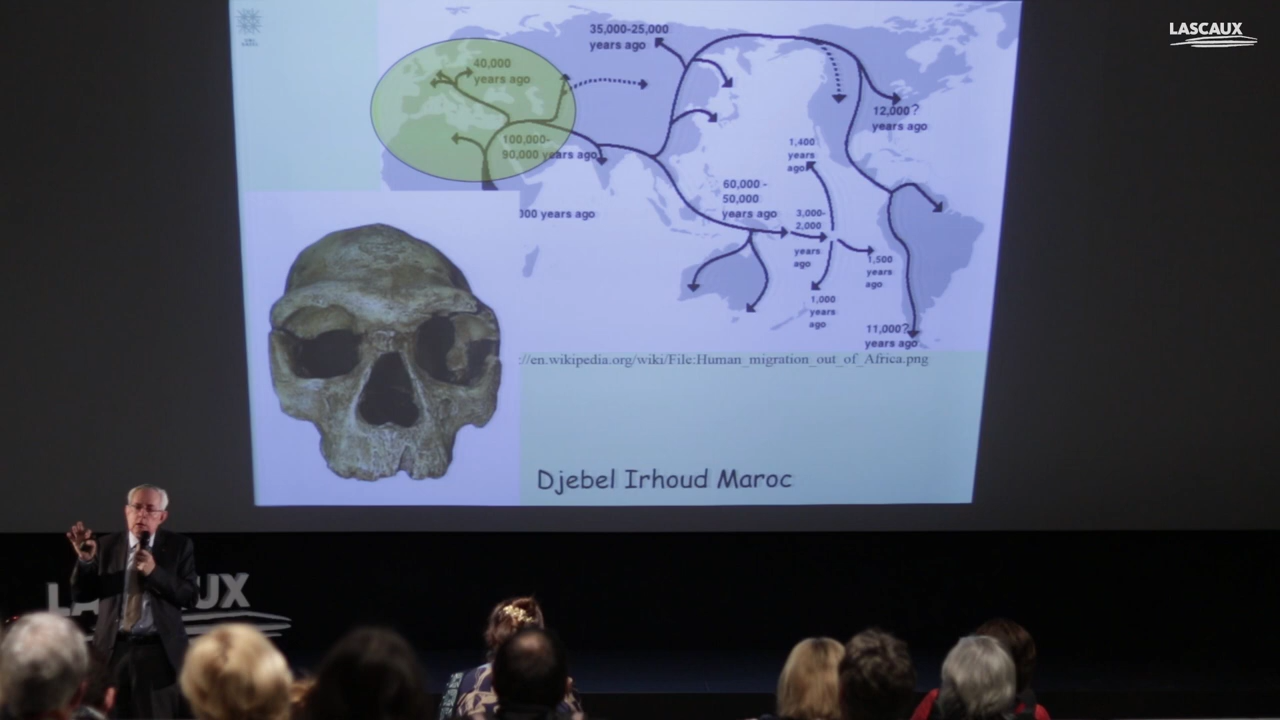 LASCAUX
35,000-25,000
years ago
40,000
years ago
100,000-
90,000 years ago
12,000?
years ago
1,400
years
ago
60,000 -
50,000
years ago
3,000-
2,000
years
ago
000 years ago
1,500
years
ago
1,000
years
ago
11,000?
years ago
://en.wikipedia.org/wiki/File:Human_migration_out_of_Africa.png
Djebel Irhoud Maroc
LA UX